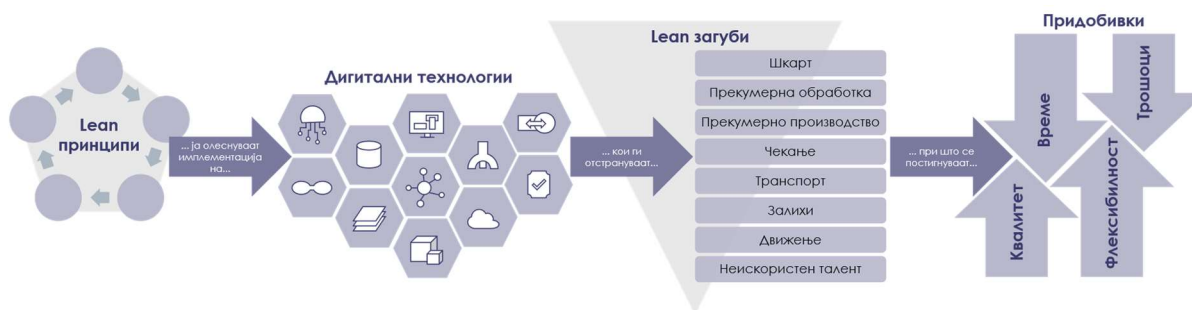 Lean
принципи
... ја олеснуваат
имплементација
на...
Дигитални технологии
... кои ги
отстрануваат...
Lean загуби
Шкарт
Прекумерна обработка
Прекумерно производство
Чекање
Транспорт
Залихи
Движење
Неискористен талент
... при што се
постигнуваат...
Придобивки
Време
Трошоци
Квалитет
Флексибилност